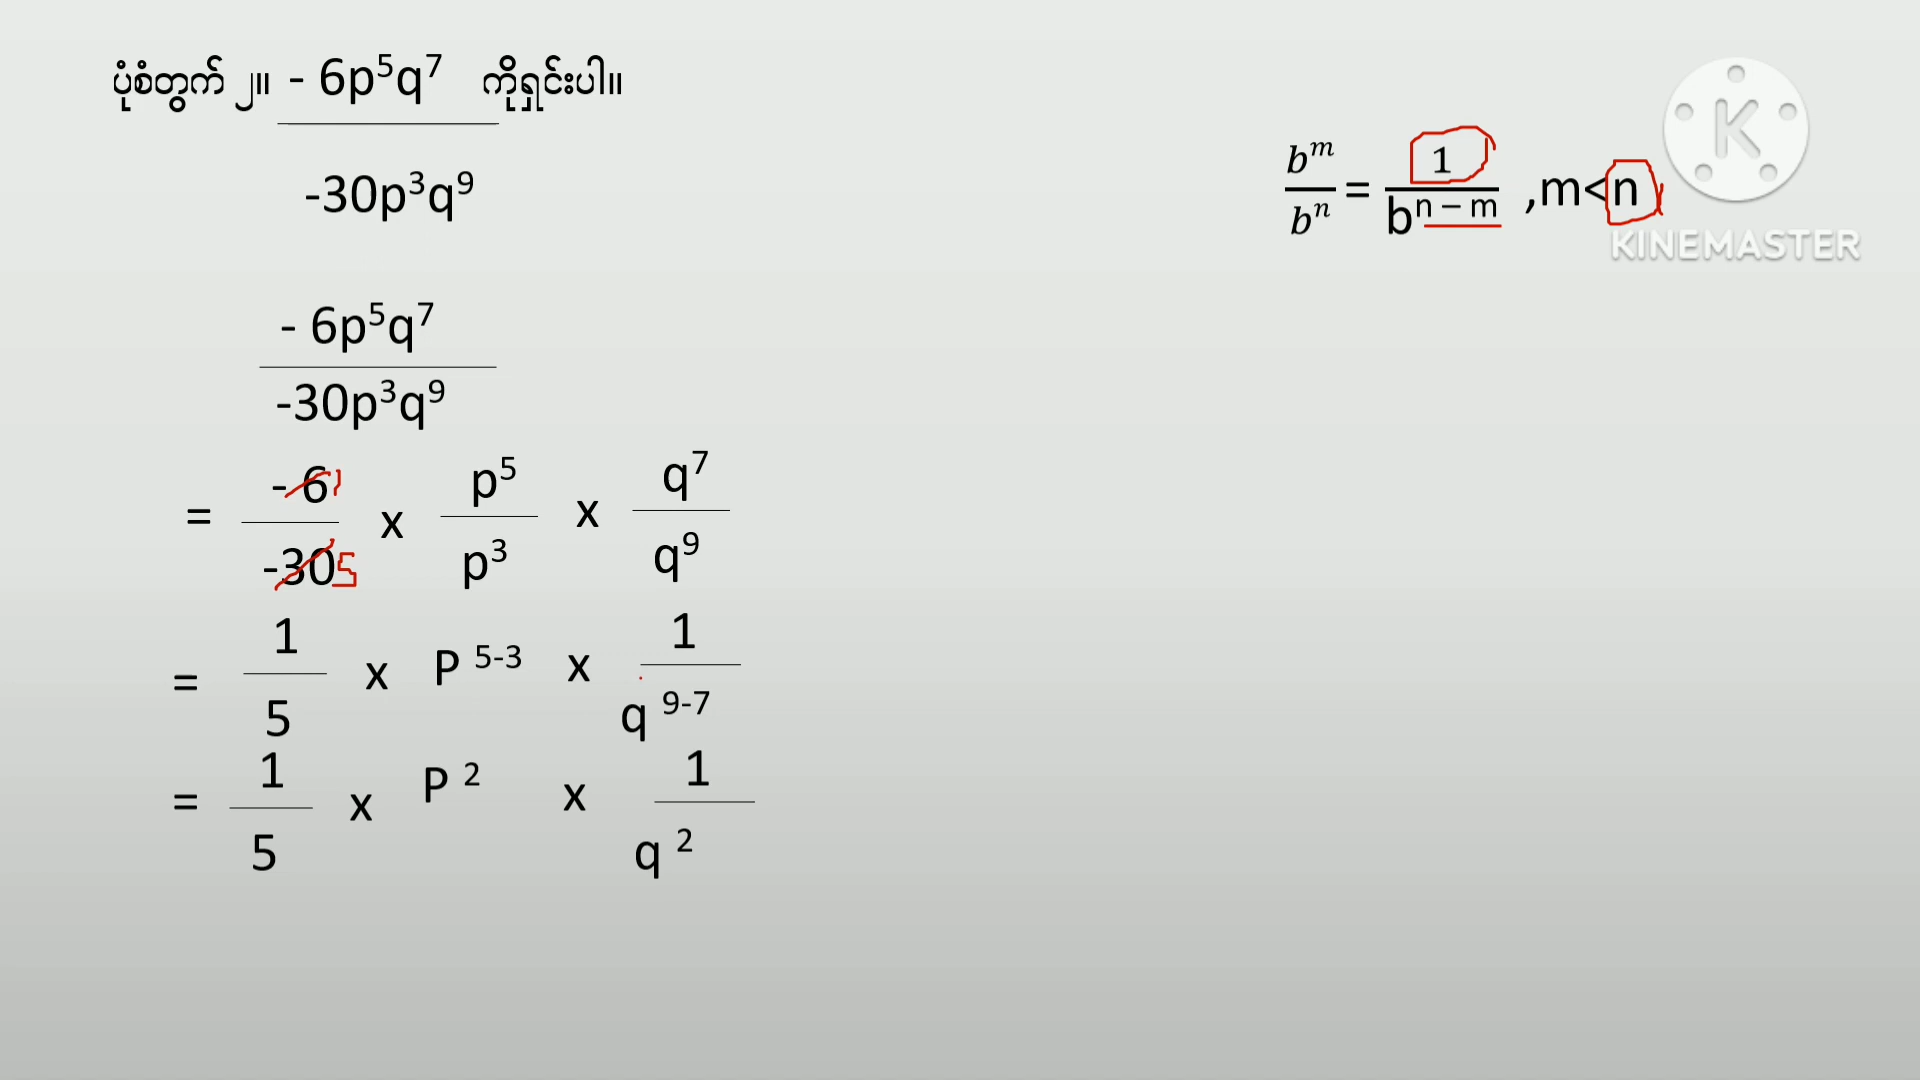 ပုံစံတွက် ၂။ - 6p⁵q⁷ ကိုရှင်းပါ။
-30p³q⁹
bᵐ/bⁿ = 1/bⁿ ⁻ ᵐ ,m<n
K
KINEMASTER
- 6p⁵q⁷
-30p³q⁹
= - 6 1/-30 5 x p⁵/p³ x q⁷/q⁹
= 1/5 x P ⁵⁻³ x 1/q ⁹⁻⁷
= 1/5 x P ² x 1/q ²